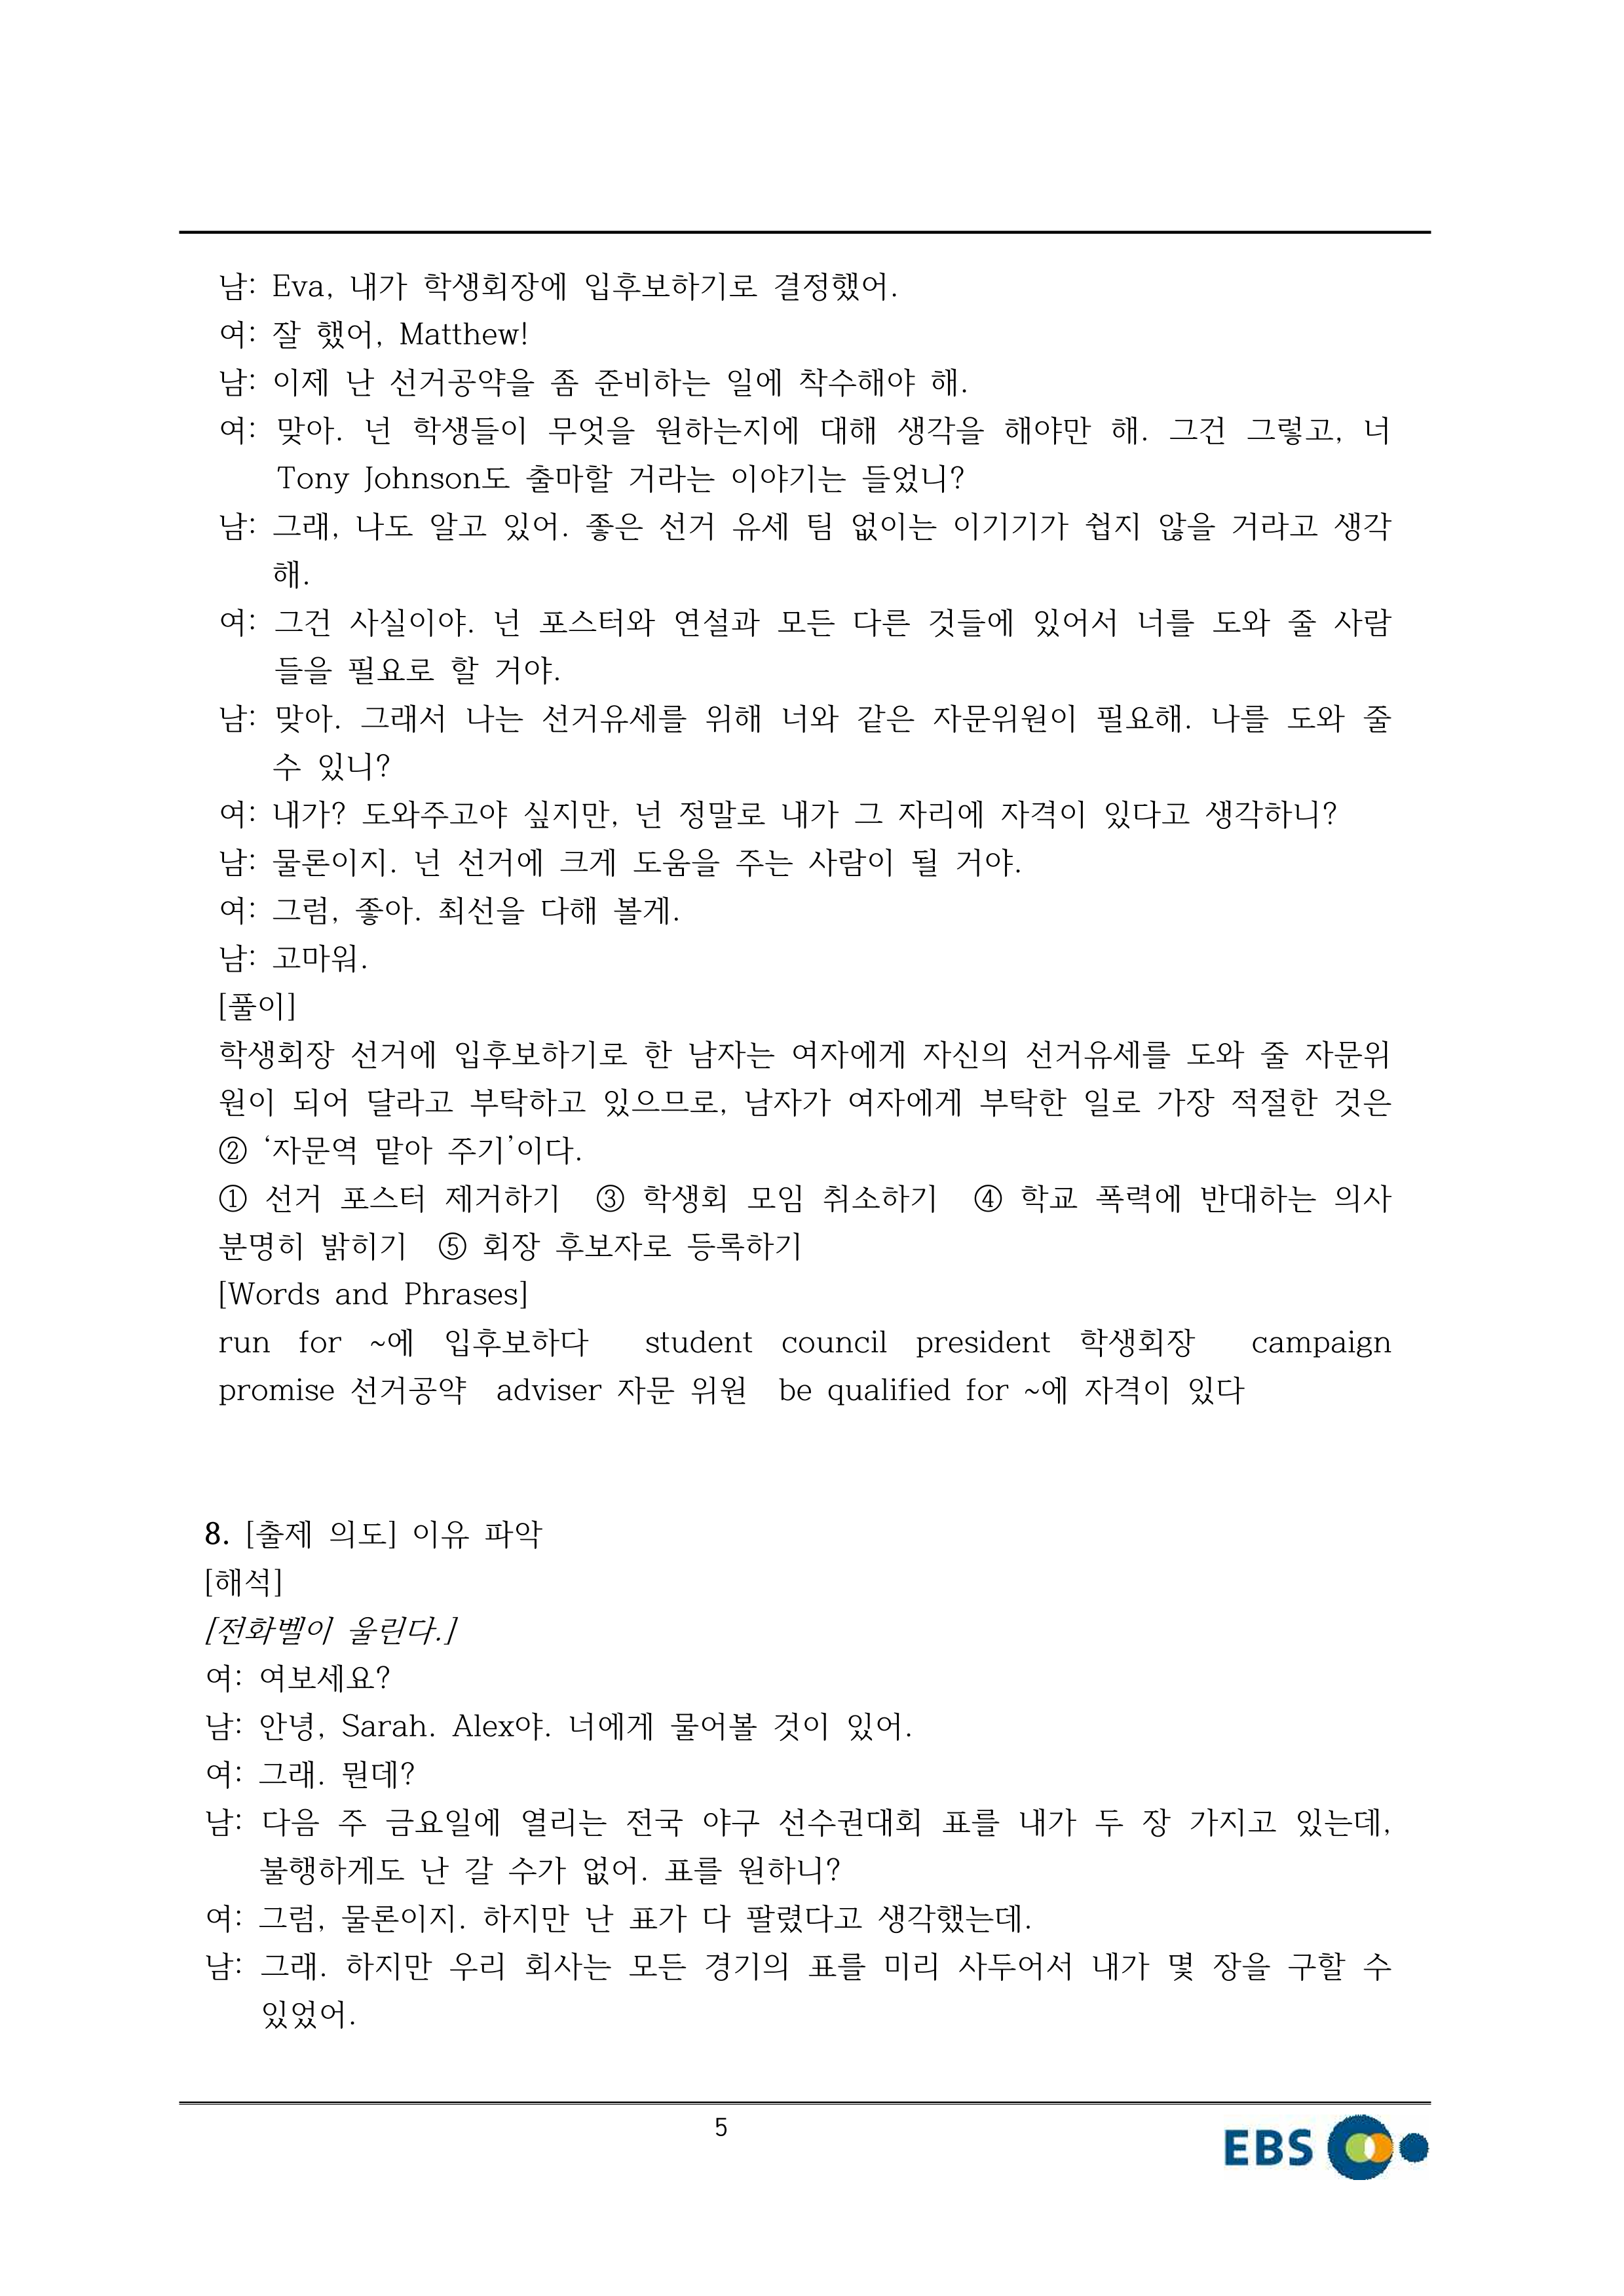 남: Eva, 내가 학생회장에 입후보하기로 결정했어.
여: 잘 했어, Matthew!
남: 이제 난 선거공약을 좀 준비하는 일에 착수해야 해.
여: 맞아. 넌 학생들이 무엇을 원하는지에 대해 생각을 해야만 해. 그건 그렇고, 너
Tony Johnson도 출마할 거라는 이야기는 들었니?
남: 그래, 나도 알고 있어. 좋은 선거 유세 팀 없이는 이기기가 쉽지 않을 거라고 생각
해.
여: 그건 사실이야. 넌 포스터와 연설과 모든 다른 것들에 있어서 너를 도와 줄 사람
들을 필요로 할 거야.
남: 맞아. 그래서 나는 선거유세를 위해 너와 같은 자문위원이 필요해. 나를 도와 줄
수 있니?
여: 내가? 도와주고야 싶지만, 넌 정말로 내가 그 자리에 자격이 있다고 생각하니?
남: 물론이지. 넌 선거에 크게 도움을 주는 사람이 될 거야.
여: 그럼, 좋아. 최선을 다해 볼게.
남: 고마워.
[풀이]
학생회장 선거에 입후보하기로 한 남자는 여자에게 자신의 선거유세를 도와 줄 자문위
원이 되어 달라고 부탁하고 있으므로, 남자가 여자에게 부탁한 일로 가장 적절한 것은
② ‘자문역 맡아 주기’이다.
① 선거 포스터 제거하기 ③ 학생회 모임 취소하기 ④ 학교 폭력에 반대하는 의사
분명히 밝히기 ⑤ 회장 후보자로 등록하기
[Words and Phrases]
run for ~에 입후보하다 student council president 학생회장 campaign
promise 선거공약 adviser 자문 위원 be qualified for ~에 자격이 있다
8. [출제 의도] 이유 파악
[해석]
[전화벨이 울린다.]
여: 여보세요?
남: 안녕, Sarah. Alex야. 너에게 물어볼 것이 있어.
여: 그래. 뭔데?
남: 다음 주 금요일에 열리는 전국 야구 선수권대회 표를 내가 두 장 가지고 있는데,
불행하게도 난 갈 수가 없어. 표를 원하니?
여: 그럼, 물론이지. 하지만 난 표가 다 팔렸다고 생각했는데.
남: 그래. 하지만 우리 회사는 모든 경기의 표를 미리 사두어서 내가 몇 장을 구할 수
있었어.
5
EBS